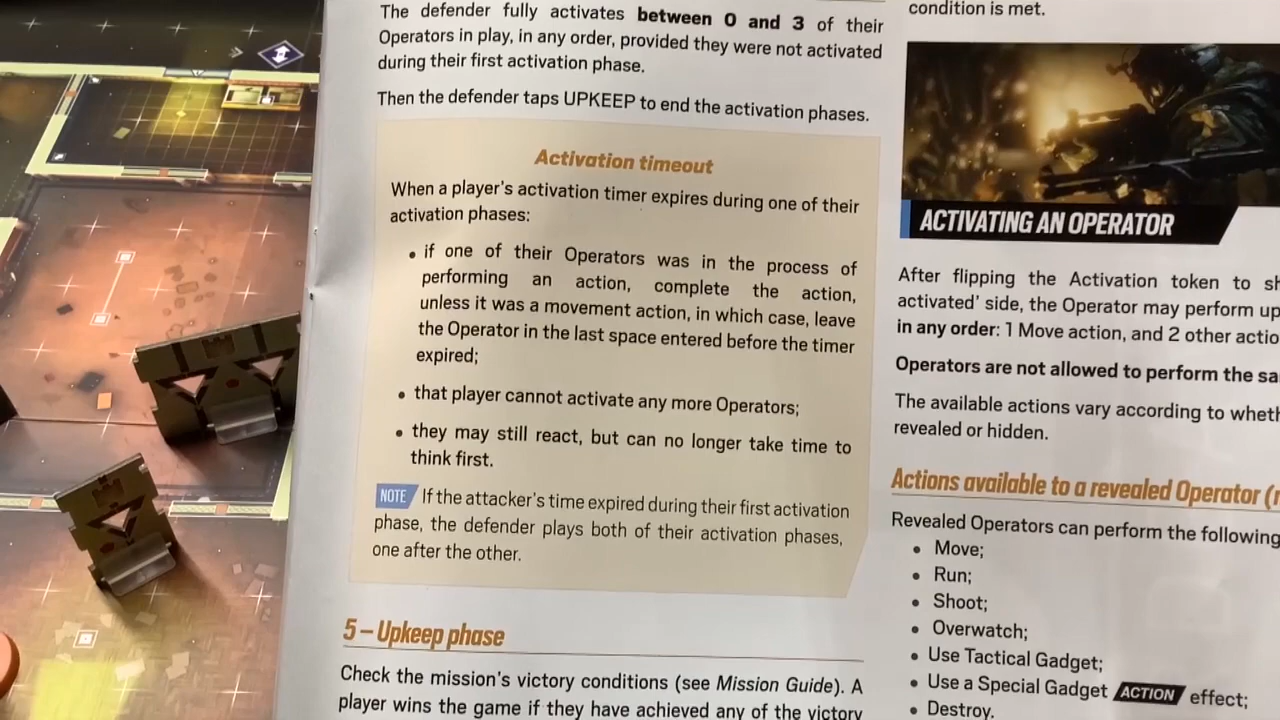 The defender fully activates between 0 and 3 of their
Operators in play, in any order, provided they were not activated
during their first activation phase.
Then the defender taps UPKEEP to end the activation phases.
Activation timeout
When a player's activation timer expires during one of their
activation phases:
• if one of their Operators was in the process of
performing an action, complete the action,
unless it was a movement action, in which case, leave
the Operator in the last space entered before the timer
expired;
• that player cannot activate any more Operators;
• they may still react, but can no longer take time to
think first.
NOTE If the attacker's time expired during their first activation
phase, the defender plays both of their activation phases,
one after the other.
5 – Upkeep phase
Check the mission's victory conditions (see Mission Guide). A
player wins the game if they have achieved any of the victory
condition is met.
ACTIVATING AN OPERATOR
After flipping the Activation token to
activated' side, the Operator may perform up
in any order: 1 Move action, and 2 other
Operators are not allowed to perform the
The available actions vary according to
revealed or hidden.
Actions available to a revealed Operator
Revealed Operators can perform the following
• Move;
• Run;
• Shoot;
• Overwatch;
• Use Tactical Gadget;
• Use a Special Gadget ACTION effect;
• Destroy.